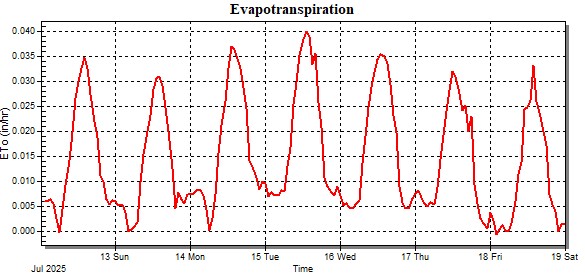 Evapotranspiration
0.040
0.035
0.030
0.025
0.020
0.015
0.010
0.005
0.000
ETo (in/hr)
13 Sun 14 Mon 15 Tue 16 Wed 17 Thu 18 Fri 19 Sat
Jul 2025 Time